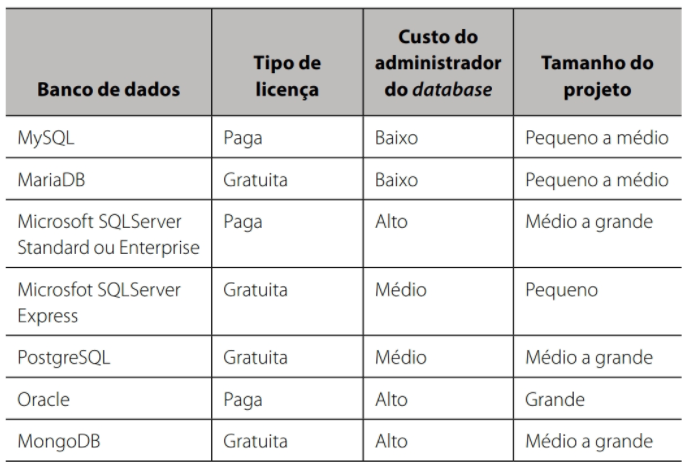 Banco de dados Tipo de licença Custo do administrador do database Tamanho do projeto
MySQL Paga Baixo Pequeno a médio
MariaDB Gratuita Baixo Pequeno a médio
Microsoft SQLServer Standard ou Enterprise Paga Alto Médio a grande
Microsfot SQLServer Express Gratuita Médio Pequeno
PostgreSQL Gratuita Médio Médio a grande
Oracle Paga Alto Grande
MongoDB Gratuita Alto Médio a grande